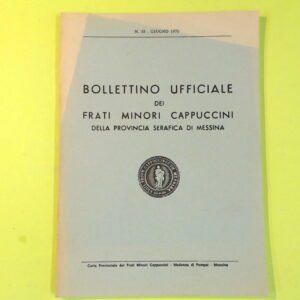 N. 28 - GIUGNO 1970
BOLLETTINO UFFICIALE
DEI
FRATI MINORI CAPPUCCINI
DELLA PROVINCIA SERAFICA DI MESSINA
Curia Provinciale dei Frati Minori Cappuccini - Madonna di Pompei - Messina